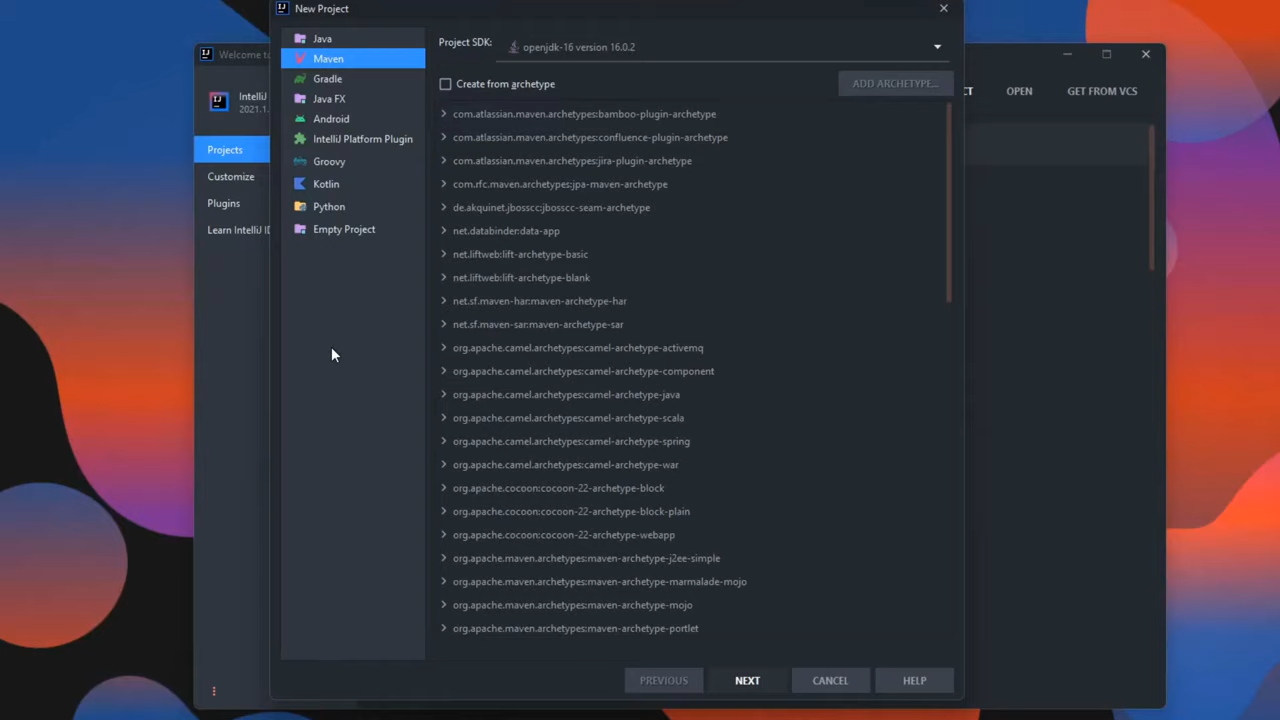 New Project
Welcome to
IntelliJ
2021.1.
Projects
Customize
Plugins
Learn IntelliJ ID
CT
OPEN
GET FROM VCS
Java
Maven
Gradle
Java FX
Android
IntelliJ Platform Plugin
Groovy
Kotlin
Python
Empty Project
Project SDK:
openjdk-16 version 16.0.2
Create from archetype
ADD ARCHETYPE...
com.atlassian.maven.archetypes:bamboo-plugin-archetype
com.atlassian.maven.archetypes:confluence-plugin-archetype
com.atlassian.maven.archetypes:jira-plugin-archetype
com.rfc.maven.archetypes:jpa-maven-archetype
de.akquinet.jbosscc:jbosscc-seam-archetype
net.databinder:data-app
net.liftweb:lift-archetype-basic
net.liftweb:lift-archetype-blank
net.sf.maven-har:maven-archetype-har
net.sf.maven-sar:maven-archetype-sar
org.apache.camel.archetypes:camel-archetype-activemq
org.apache.camel.archetypes:camel-archetype-component
org.apache.camel.archetypes:camel-archetype-java
org.apache.camel.archetypes:camel-archetype-scala
org.apache.camel.archetypes:camel-archetype-spring
org.apache.camel.archetypes:camel-archetype-war
org.apache.cocoon:cocoon-22-archetype-block
org.apache.cocoon:cocoon-22-archetype-block-plain
org.apache.cocoon:cocoon-22-archetype-webapp
org.apache.maven.archetypes:maven-archetype-j2ee-simple
org.apache.maven.archetypes:maven-archetype-marmalade-mojo
org.apache.maven.archetypes:maven-archetype-mojo
org.apache.maven.archetypes:maven-archetype-portlet
PREVIOUS
NEXT
CANCEL
HELP